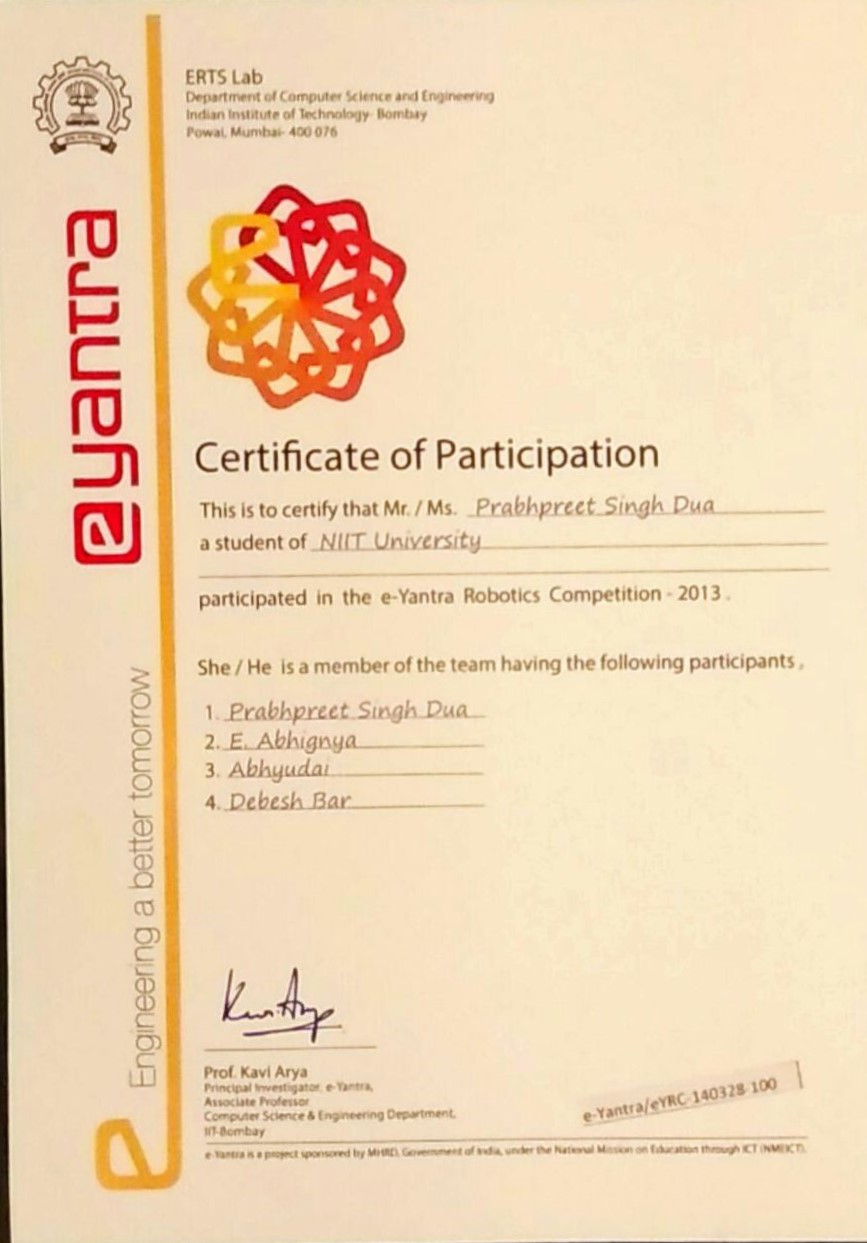 ERTS Lab
Department of Computer Science and Engineering
Indian Institute of Technology- Bombay
Powai, Mumbai- 400 076
eyantra
Engineering a better tomorrow
Certificate of Participation
This is to certify that Mr. / Ms. Prabhpreet Singh Dua
a student of NIIT University
participated in the e-Yantra Robotics Competition - 2013.
She / He is a member of the team having the following participants,
1. Prabhpreet Singh Dua
2. E. Abhignya
3. Abhyudai
4. Debesh Bar
Kavi Arya
Prof. Kavi Arya
Principal Investigator, e-Yantra,
Associate Professor
Computer Science & Engineering Department,
IIT-Bombay
e-Yantra/eYRC-140328-100
e-Yantra is a project sponsored by MHRD, Government of India, under the National Mission on Education through ICT (NMEICT).